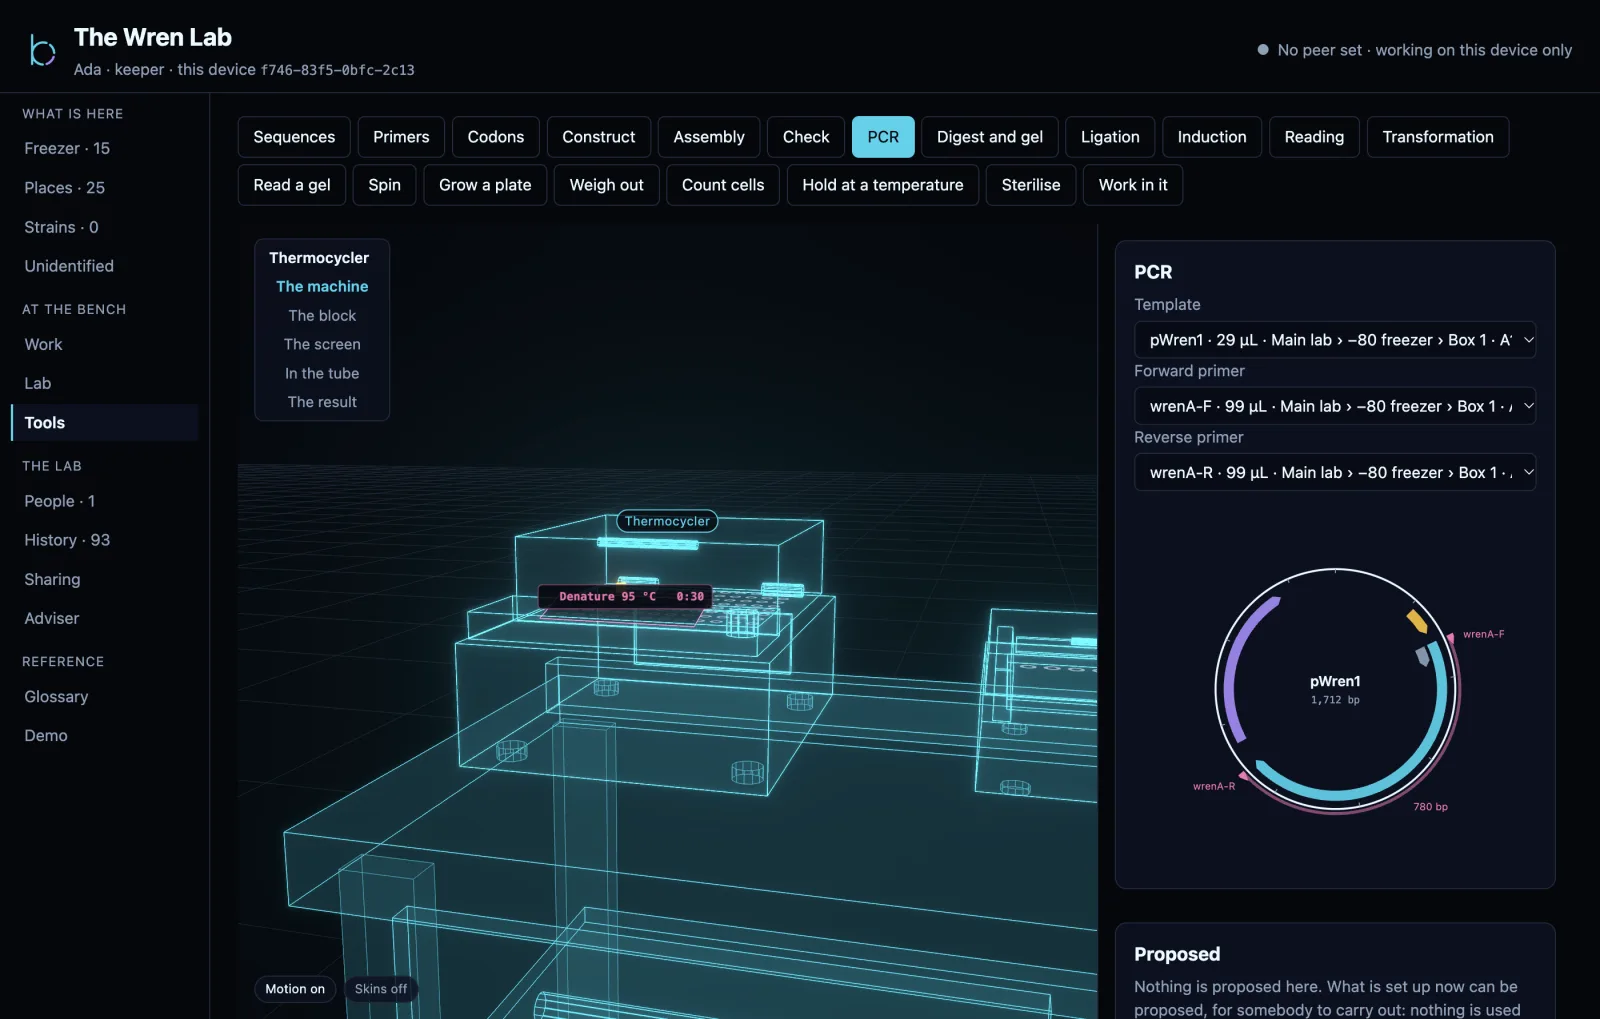 The Wren Lab
Ada · keeper · this device f746-83f5-0bfc-2c13
No peer set · working on this device only
WHAT IS HERE
Freezer · 15
Places · 25
Strains · 0
Unidentified
AT THE BENCH
Work
Lab
Tools
THE LAB
People · 1
History · 93
Sharing
Adviser
REFERENCE
Glossary
Demo
Sequences
Primers
Codons
Construct
Assembly
Check
PCR
Digest and gel
Ligation
Induction
Reading
Transformation
Read a gel
Spin
Grow a plate
Weigh out
Count cells
Hold at a temperature
Sterilise
Work in it
Thermocycler
The machine
The block
The screen
In the tube
The result
Thermocycler
Denature 95 °C 0:30
Motion on
Skins off
PCR
Template
pWren1 · 29 µL · Main lab › −80 freezer › Box 1 ·
Forward primer
wrenA-F · 99 µL · Main lab › −80 freezer › Box 1 ·
Reverse primer
wrenA-R · 99 µL · Main lab › −80 freezer › Box 1 ·
wrenA-F
pWren1
1,712 bp
wrenA-R
780 bp
Proposed
Nothing is proposed here. What is set up now can be
proposed, for somebody to carry out: nothing is used